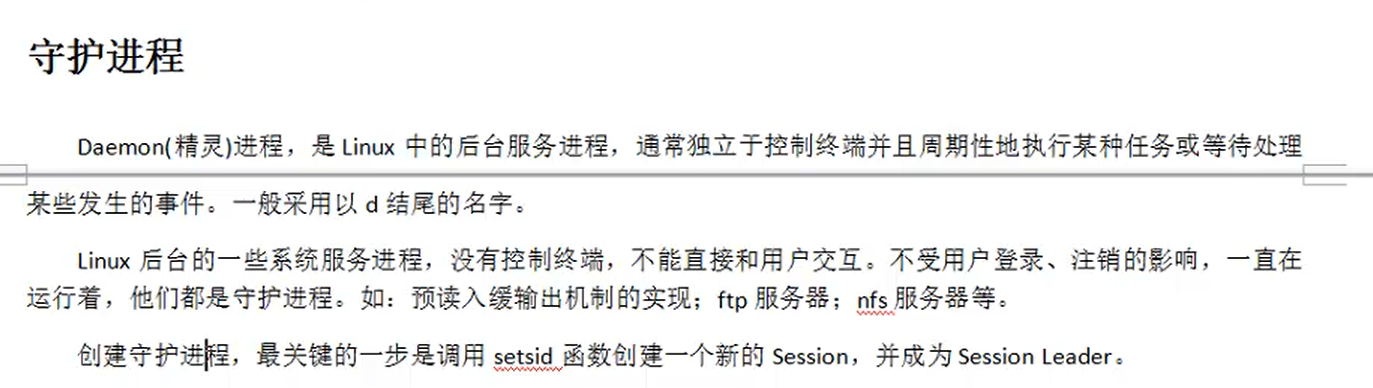 守护进程
Daemon(精灵)进程，是 Linux 中的后台服务进程，通常独立于控制终端并且周期性地执行某种任务或等待处理
某些发生的事件。一般采用以 d 结尾的名字。
Linux 后台的一些系统服务进程，没有控制终端，不能直接和用户交互。不受用户登录、注销的影响，一直在
运行着，他们都是守护进程。如：预读入缓输出机制的实现；ftp 服务器；nfs 服务器等。
创建守护进程，最关键的一步是调用 setsid 函数创建一个新的 Session，并成为 Session Leader。